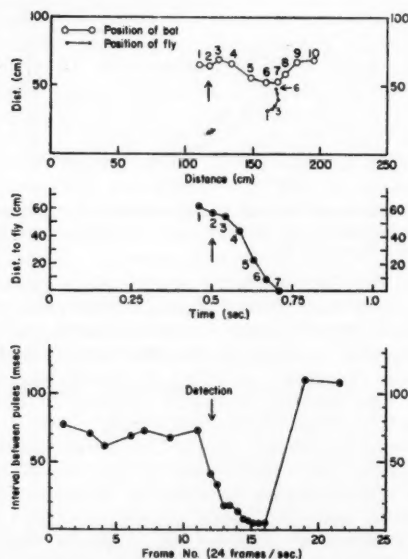 Position of bat
Position of fly
Dist. (cm)
100
50
0
100
50
0
1 2 3 4 5 6 7 8 9 10
6
1 3
0 50 100 150 200 250
Distance (cm)
Dist. to fly (cm)
60
40
20
60
40
20
1 2 3 4 5 6 7
0 0.25 0.5 0.75 1.0
Time (sec.)
Interval between pulses (msec)
100
50
100
50
Detection
0 5 10 15 20 25
Frame No. (24 frames/sec.)